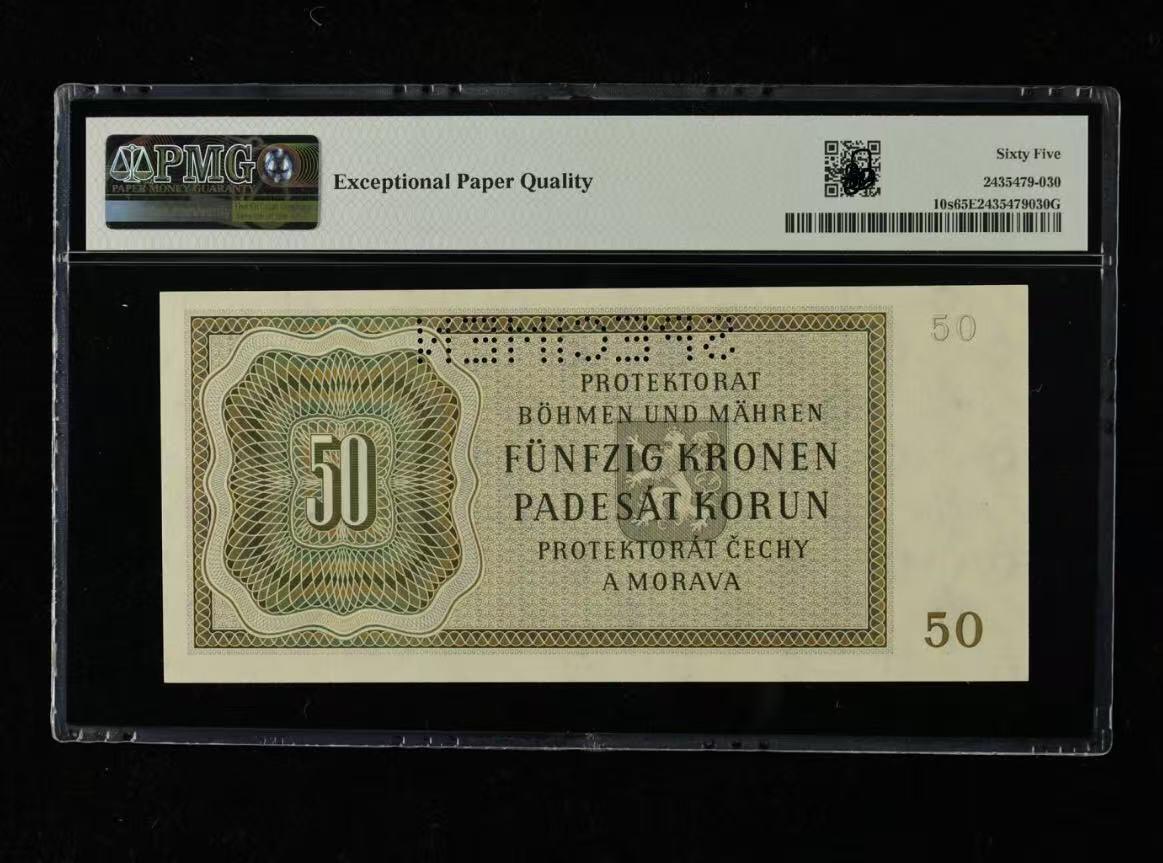 PMG
PAPER MONEY GUARANTY
Exceptional Paper Quality
Sixty Five
2435479-030
10s65E2435479030G
SPECIMEN
50
PROTEKTORAT
BÖHMEN UND MÄHREN
FÜNFZIG KRONEN
PADESÁT KORUN
PROTEKTORÁT ČECHY
A MORAVA
50
50